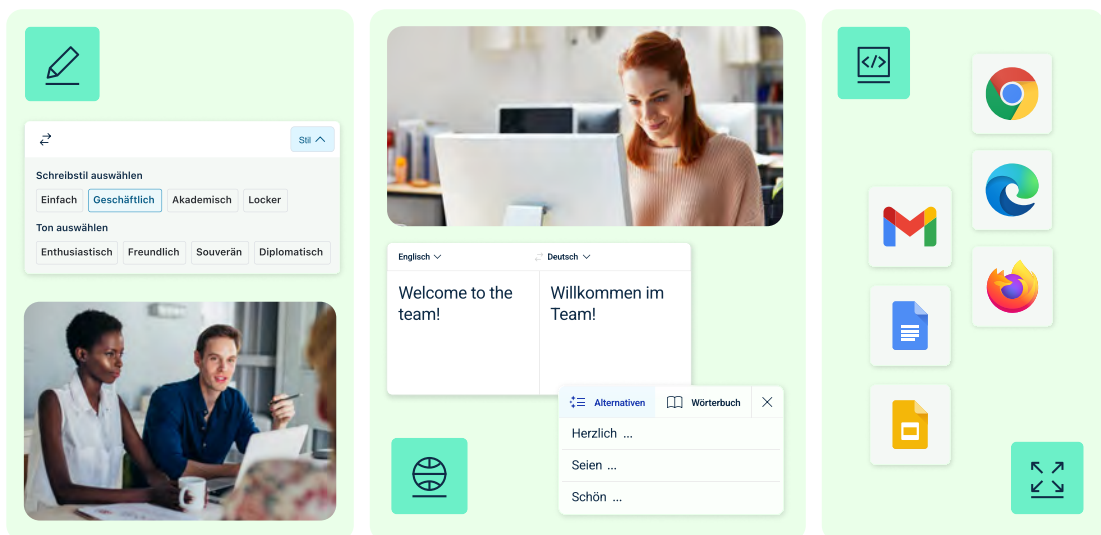 Stil
Schreibstil auswählen
Einfach Geschäftlich Akademisch Locker
Ton auswählen
Enthusiastisch Freundlich Souverän Diplomatisch
Englisch Deutsch
Welcome to the
team!
Willkommen im
Team!
Alternativen Wörterbuch
Herzlich ...
Seien ...
Schön ...